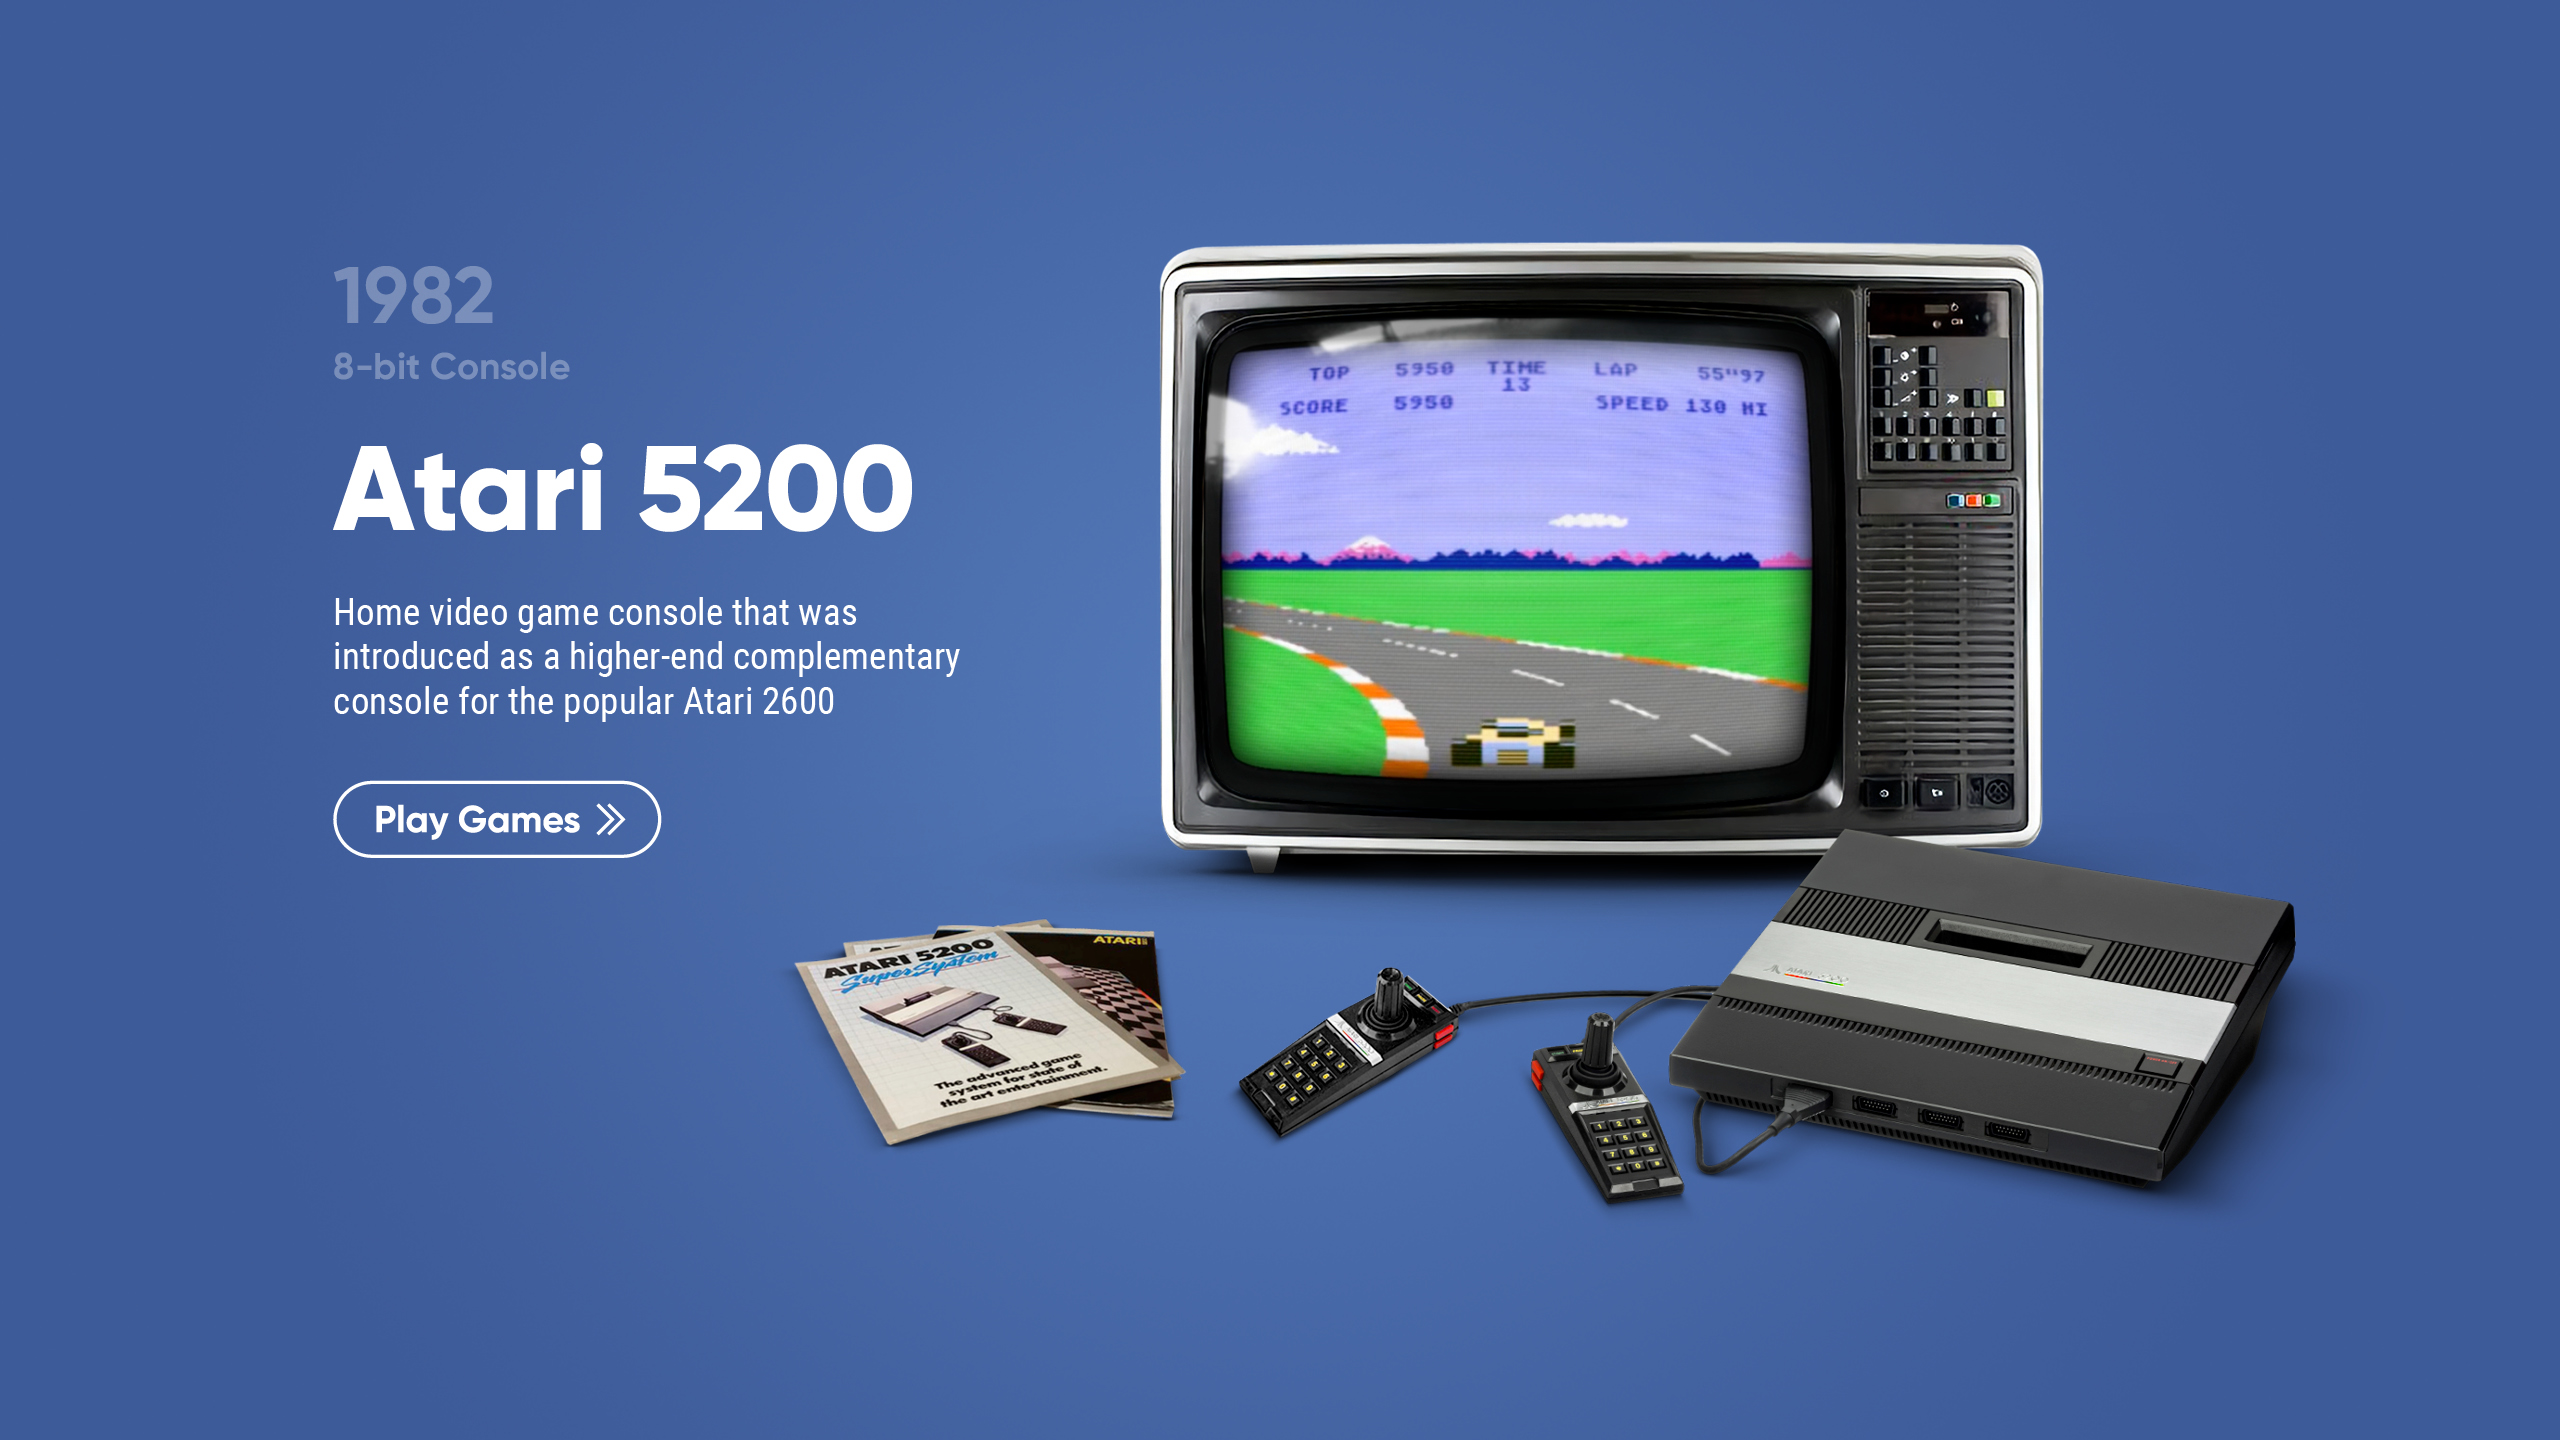 1982
8-bit Console
Atari 5200
Home video game console that was
introduced as a higher-end complementary
console for the popular Atari 2600
Play Games
TOP 5950 TIME LAP 55"97
13
SCORE 5950 SPEED 130 HI
ATARI 5200
SuperSystem
The advanced game
system for state of
the art entertainment.
ATARI